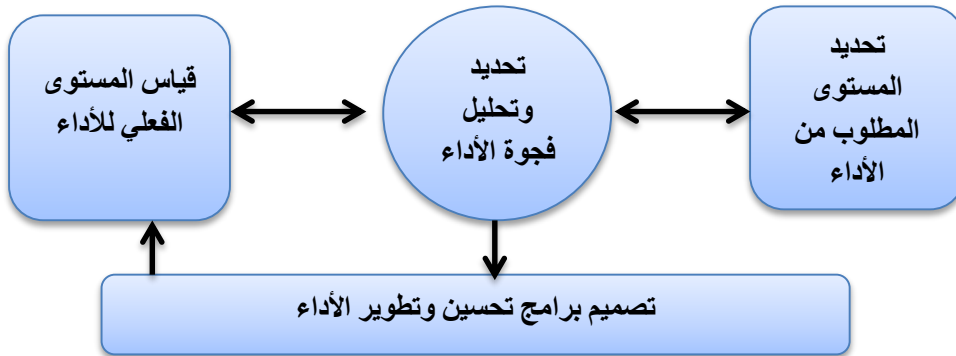 تحديد
المستوى
المطلوب من
الأداء
تحديد
وتحليل
فجوة الأداء
قياس المستوى
الفعلي للأداء
تصميم برامج تحسين وتطوير الأداء